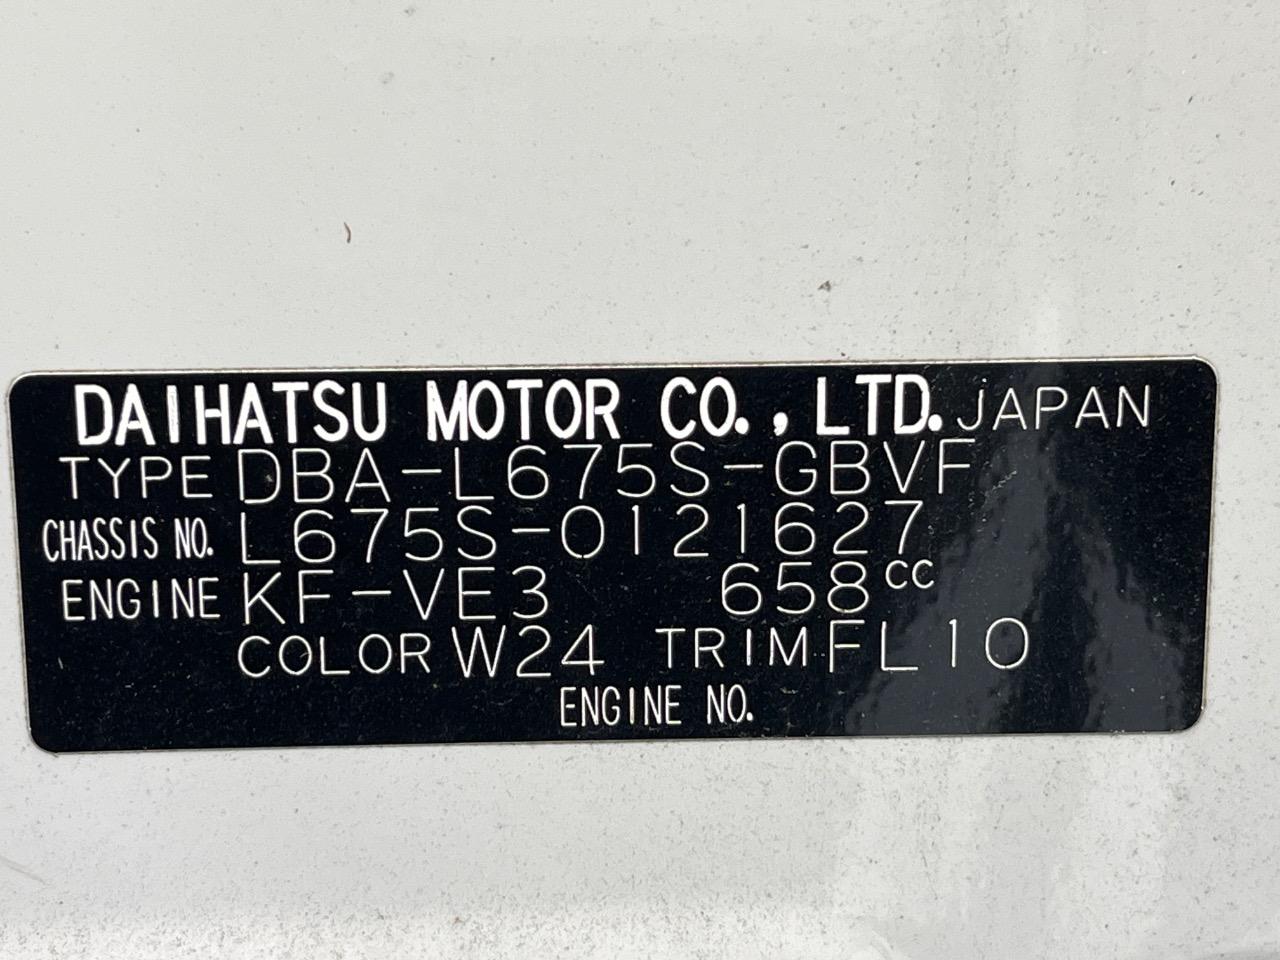 DAIHATSU MOTOR CO., LTD. JAPAN
TYPE DBA-L675S-GBVF
CHASSIS NO. L675S-0121627
ENGINE KF-VE3 658cc
COLOR W24 TRIM FL10
ENGINE NO.